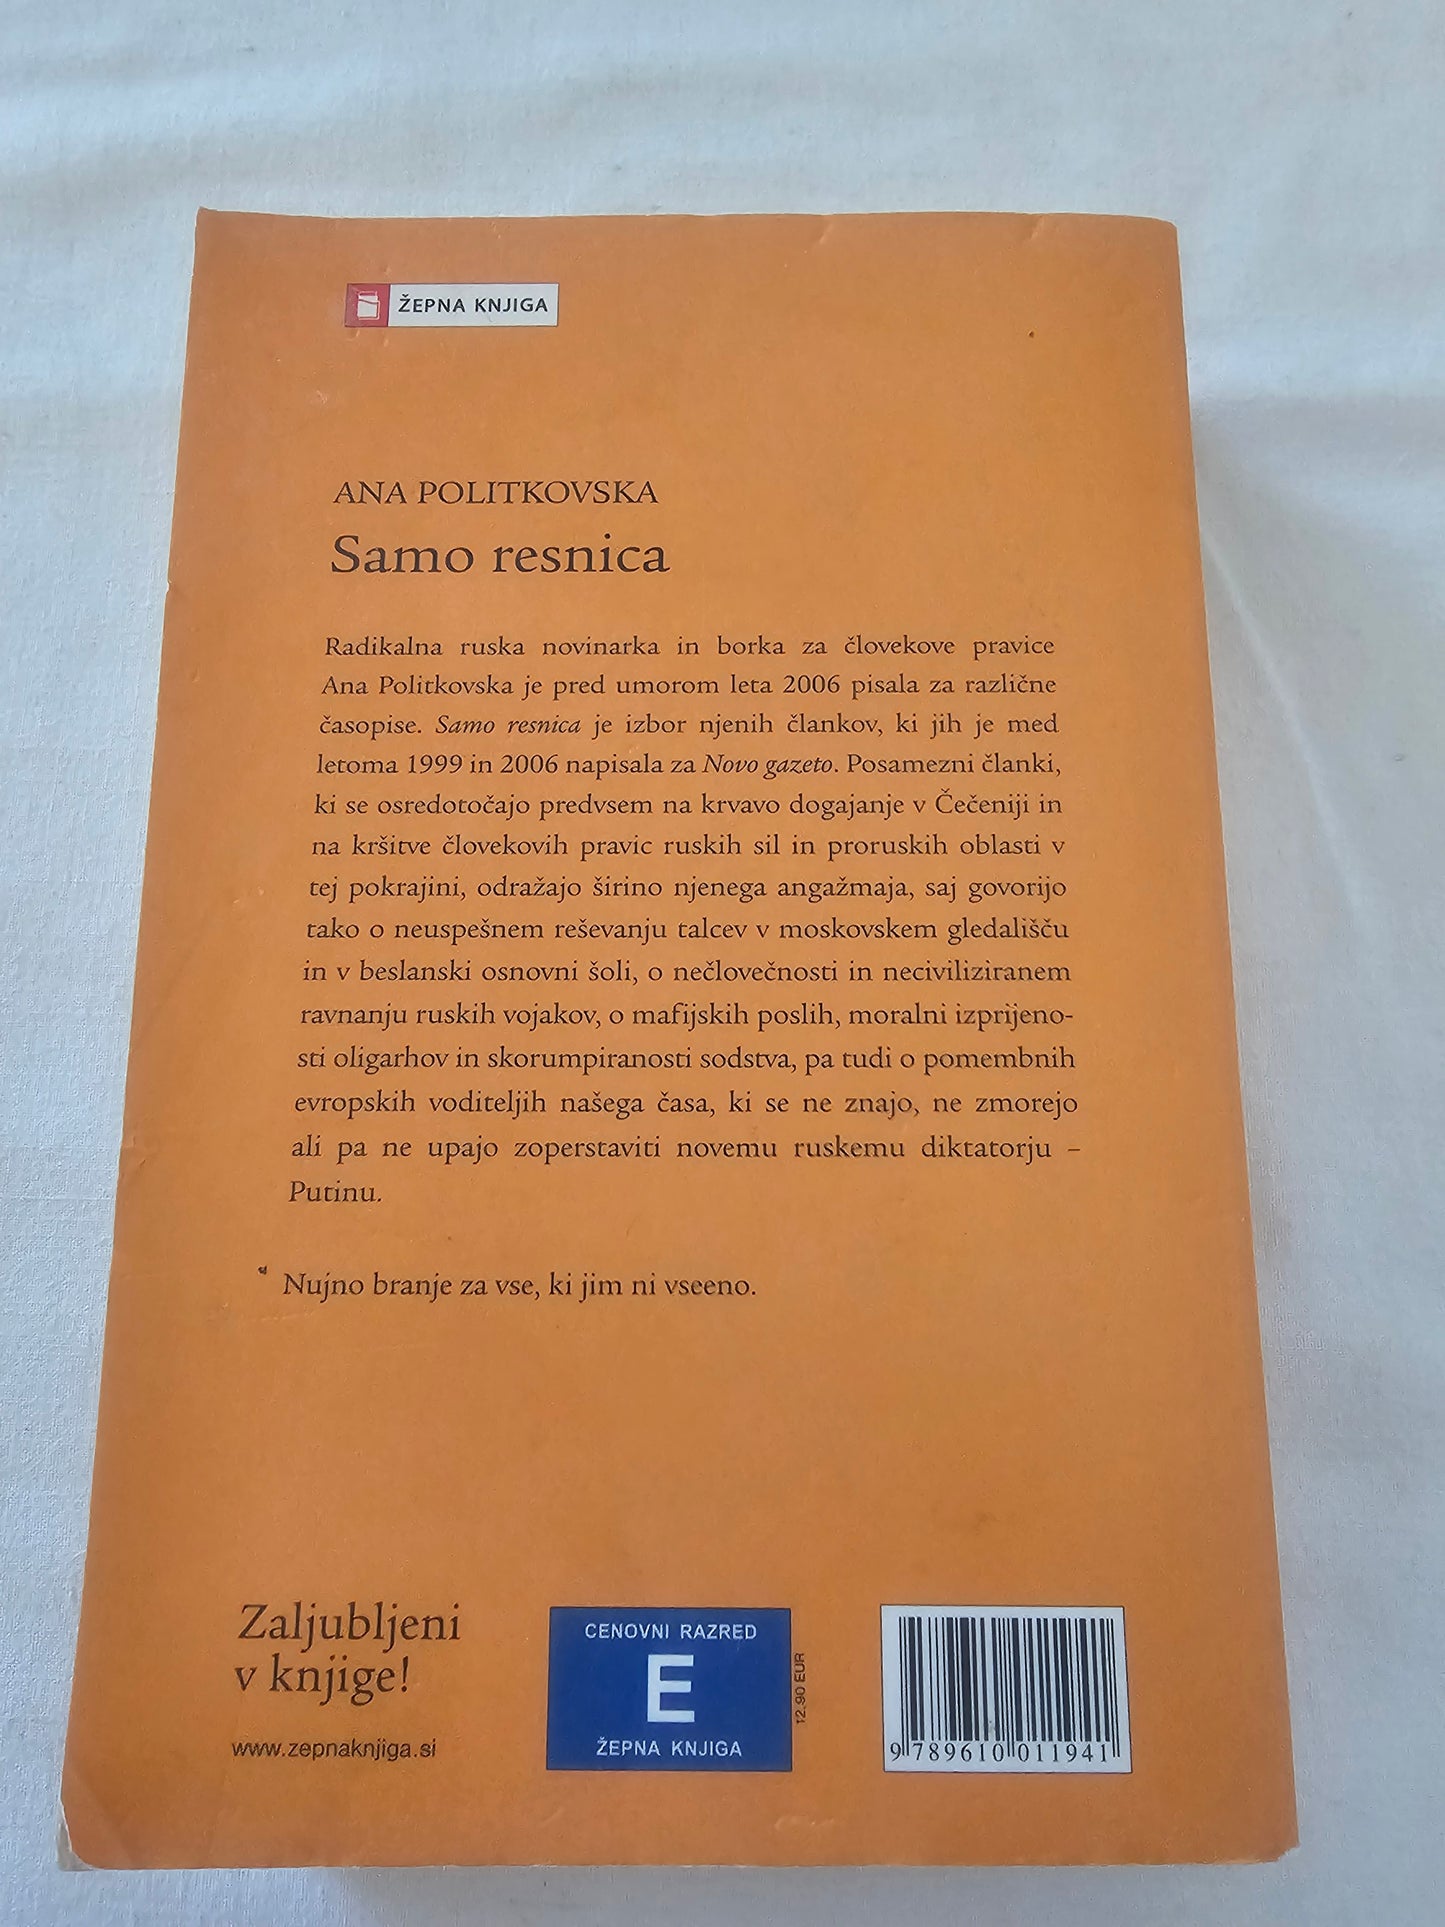 ŽEPNA KNJIGA
ANA POLITKOVSKA
Samo resnica
Radikalna ruska novinarka in borka za človekove pravice
Ana Politkovska je pred umorom leta 2006 pisala za različne
časopise. Samo resnica je izbor njenih člankov, ki jih je med
letoma 1999 in 2006 napisala za Novo gazeto. Posamezni članki,
ki se osredotočajo predvsem na krvavo dogajanje v Čečeniji in
na kršitve človekovih pravic ruskih sil in proruskih oblasti v
tej pokrajini, odražajo širino njenega angažmaja, saj govorijo
tako o neuspešnem reševanju talcev v moskovskem gledališču
in v beslanski osnovni šoli, o nečlovečnosti in neciviliziranem
ravnanju ruskih vojakov, o mafijskih poslih, moralni izprijeno-
sti oligarhov in skorumpiranosti sodstva, pa tudi o pomembnih
evropskih voditeljih našega časa, ki se ne znajo, ne zmorejo
ali pa ne upajo zoperstaviti novemu ruskemu diktatorju –
Putinu.
Nujno branje za vse, ki jim ni vseeno.
Zaljubljeni
v knjige!
www.zepnaknjiga.si
CENOVNI RAZRED
E
ŽEPNA KNJIGA
12,90 EUR
9 789610 011941